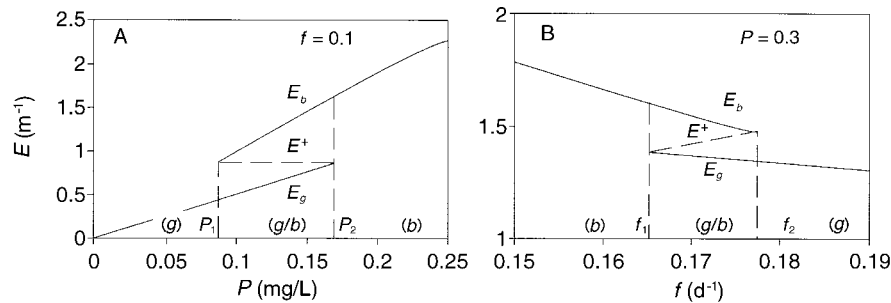 A
f = 0.1
2.5
2
1.5
1
0.5
0
E (m⁻¹)
E_b
E⁺
E_g
(g)
P₁
(g/b)
P₂
(b)
0
0.05
0.1
0.15
0.2
0.25
P (mg/L)
B
P = 0.3
2
1.5
1
E_b
E⁺
E_g
(b)
f₁
(g/b)
f₂
(g)
0.15
0.16
0.17
0.18
0.19
f (d⁻¹)